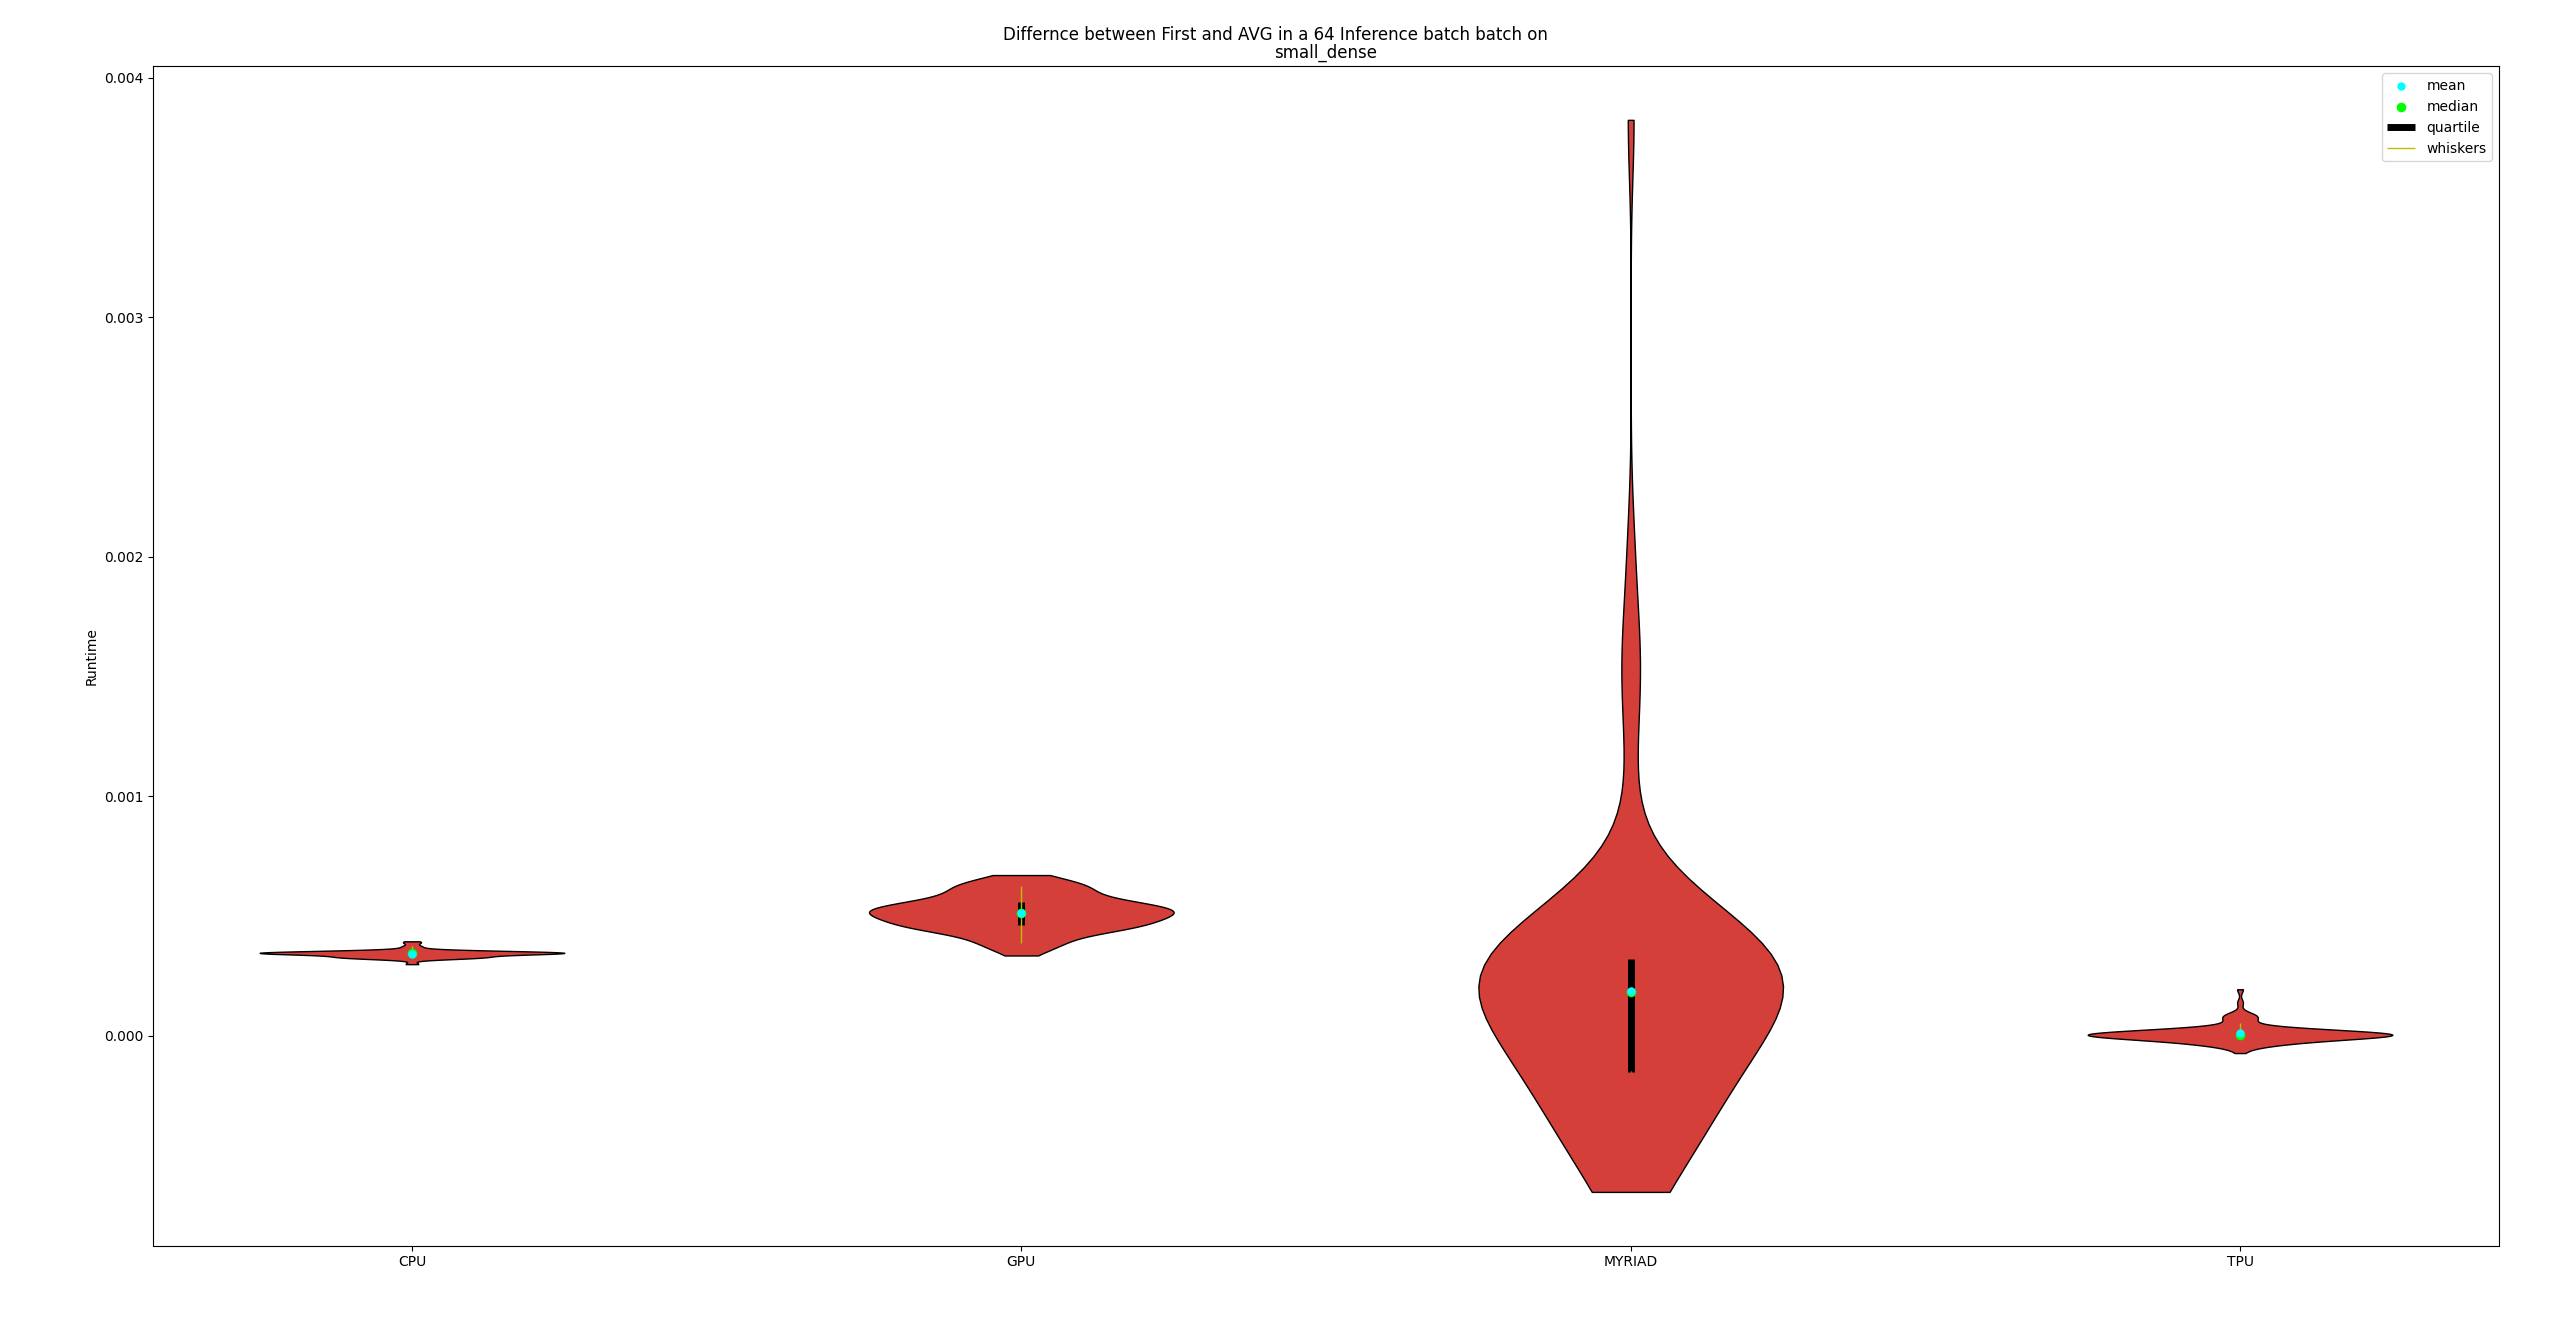 Differnce between First and AVG in a 64 Inference batch batch on
small_dense
0.004
0.003
0.002
0.001
0.000
Runtime
mean
median
quartile
whiskers
CPU
GPU
MYRIAD
TPU